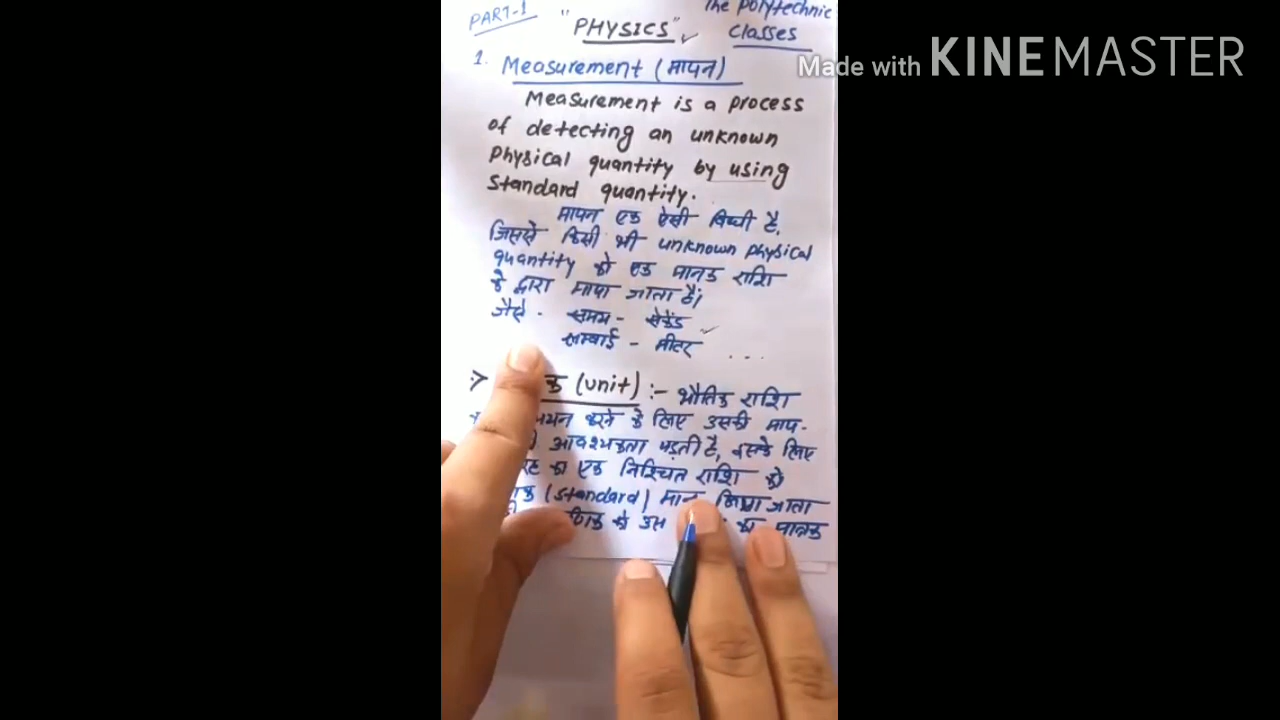 PART-1
"PHYSICS"
The Polytechnic
Classes
Made with KINEMASTER
1. Measurement (मापन)
Measurement is a process
of detecting an unknown
Physical quantity by using
Standard quantity.
मापन एक ऐसी विधी है,
जिससे किसी भी unknown physical
quantity को एक मानक राशि
के द्वारा मापा जाता हैं।
जैसे - समय - सेकेंड
लम्बाई - मीटर ...
(unit) :- भौतिक राशि
करने के लिए उसकी माप-
आवश्यकता पड़ती है, इसके लिए
का एक निश्चित राशि को
(standard) मान लिया जाता
को उस का मात्रक